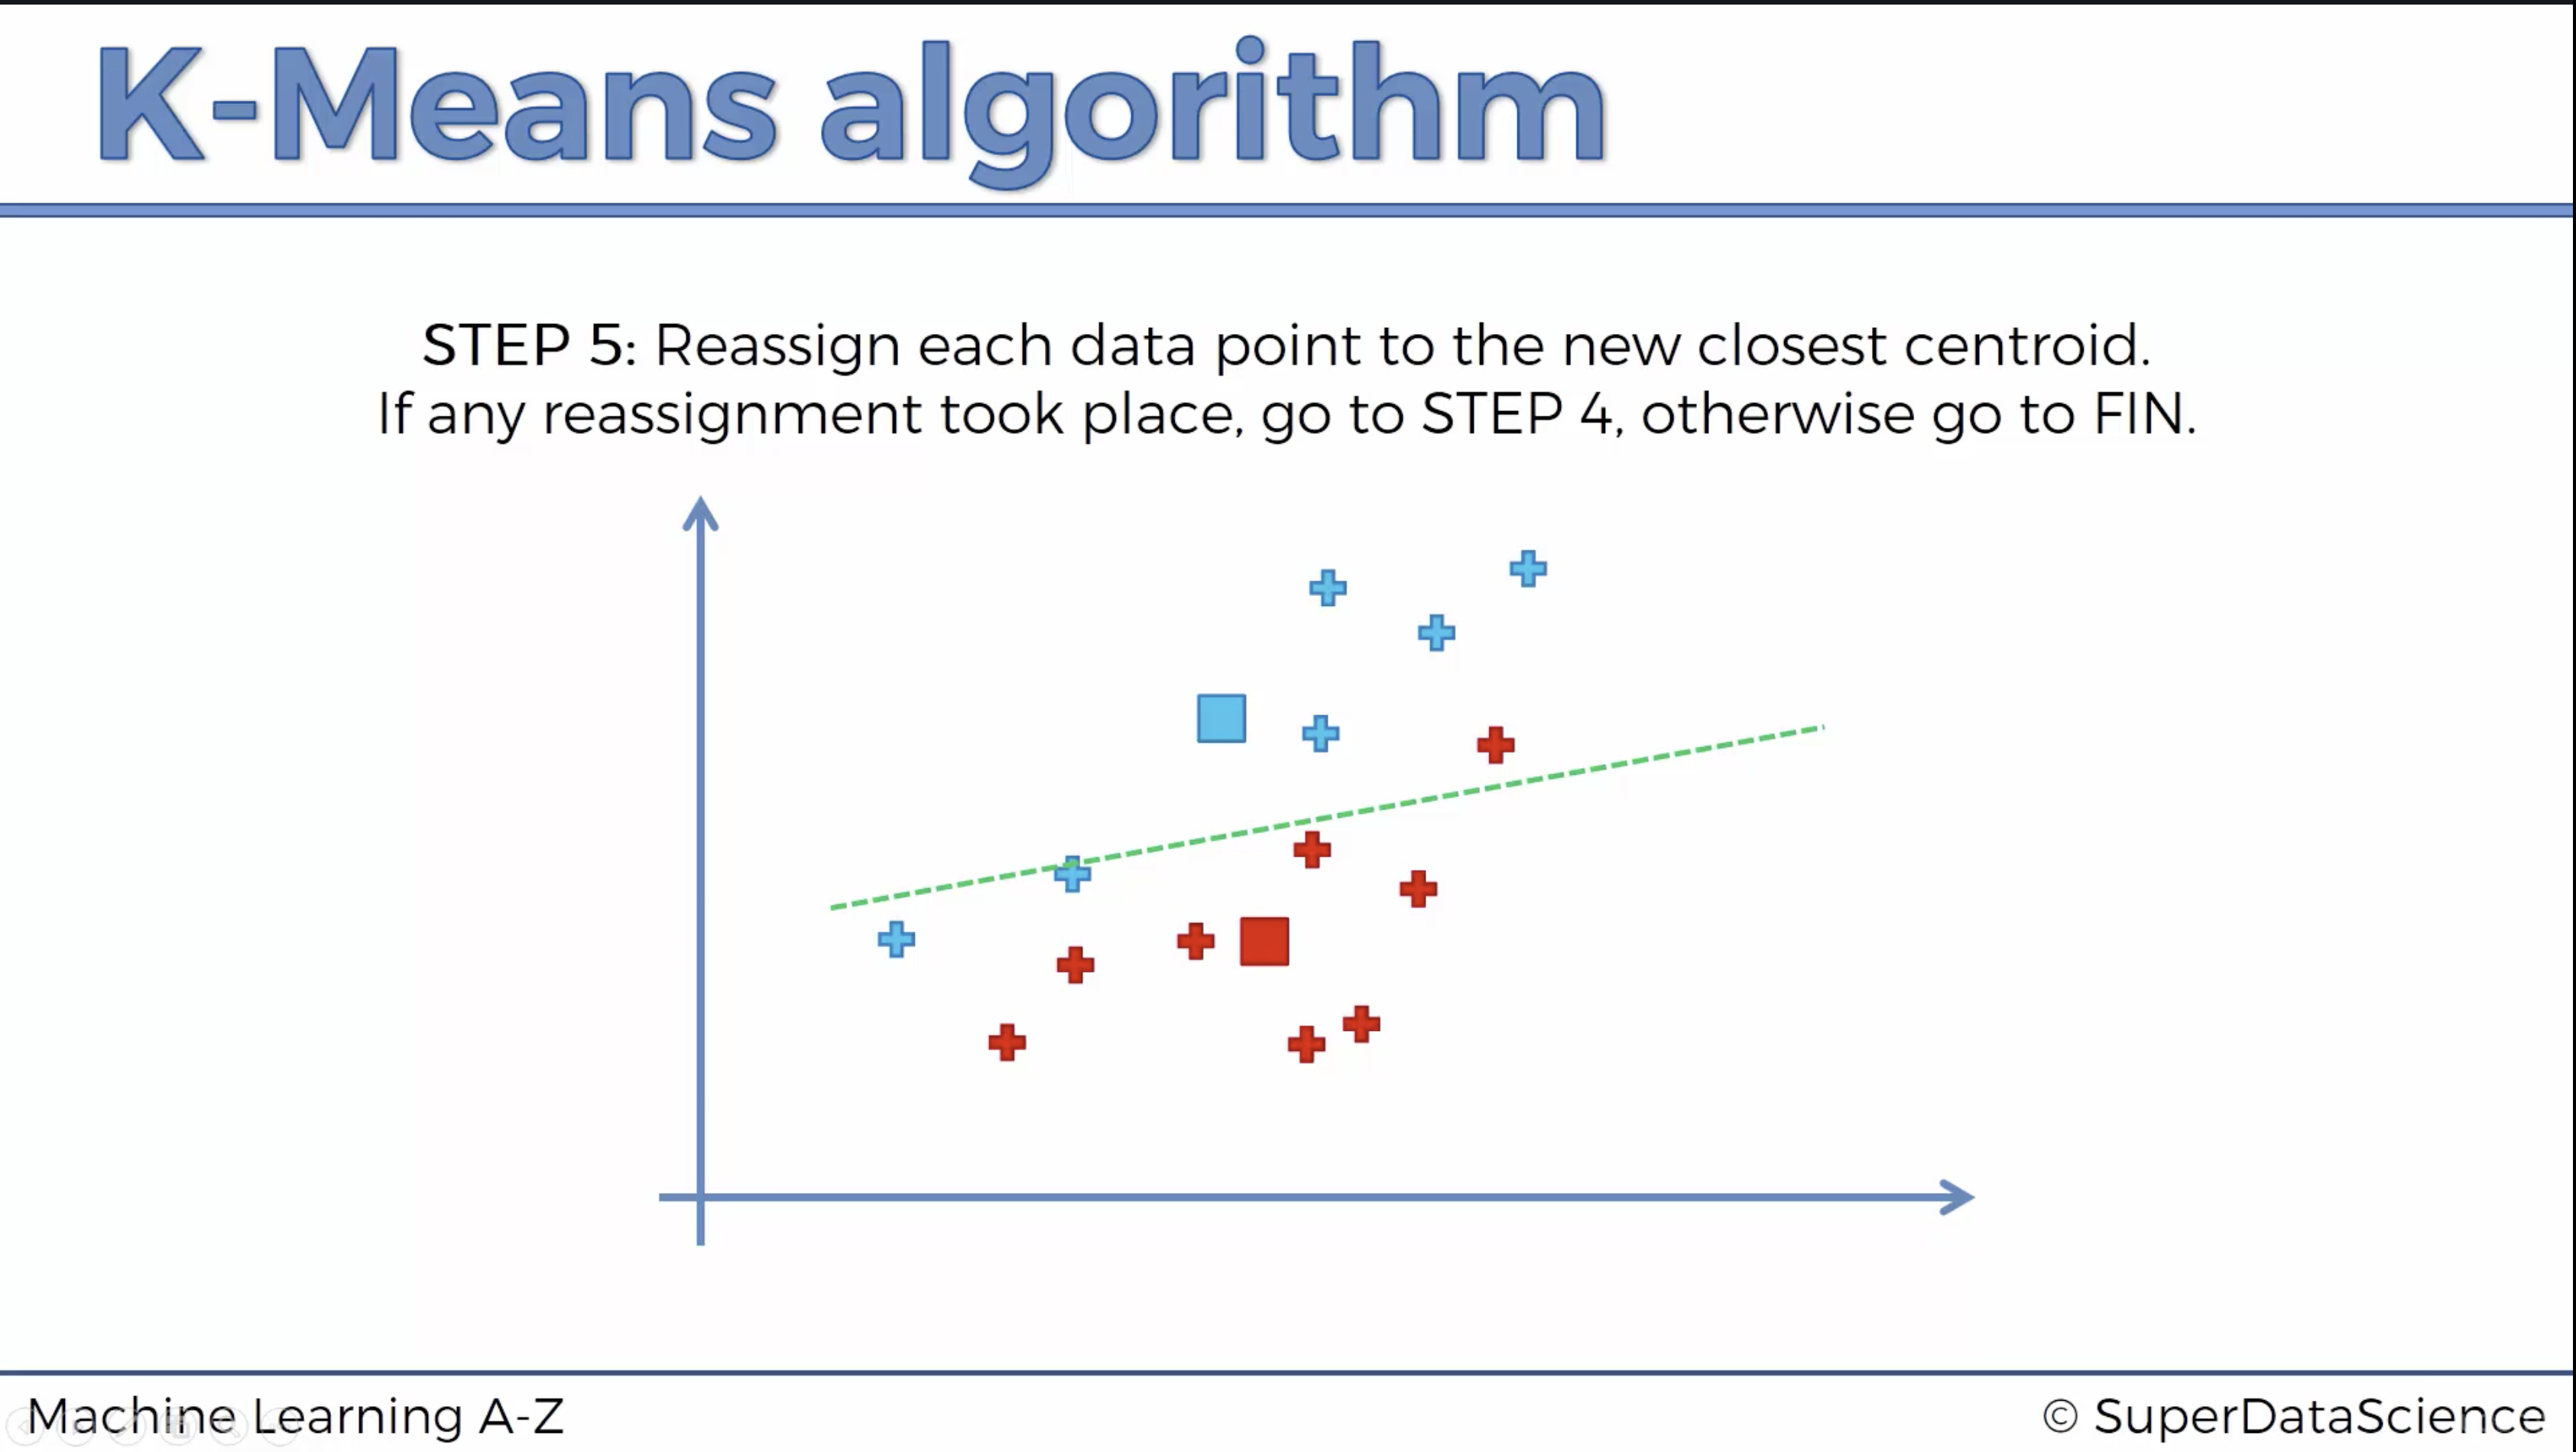 K-Means algorithm
STEP 5: Reassign each data point to the new closest centroid.
If any reassignment took place, go to STEP 4, otherwise go to FIN.
Machine Learning A-Z
© SuperDataScience